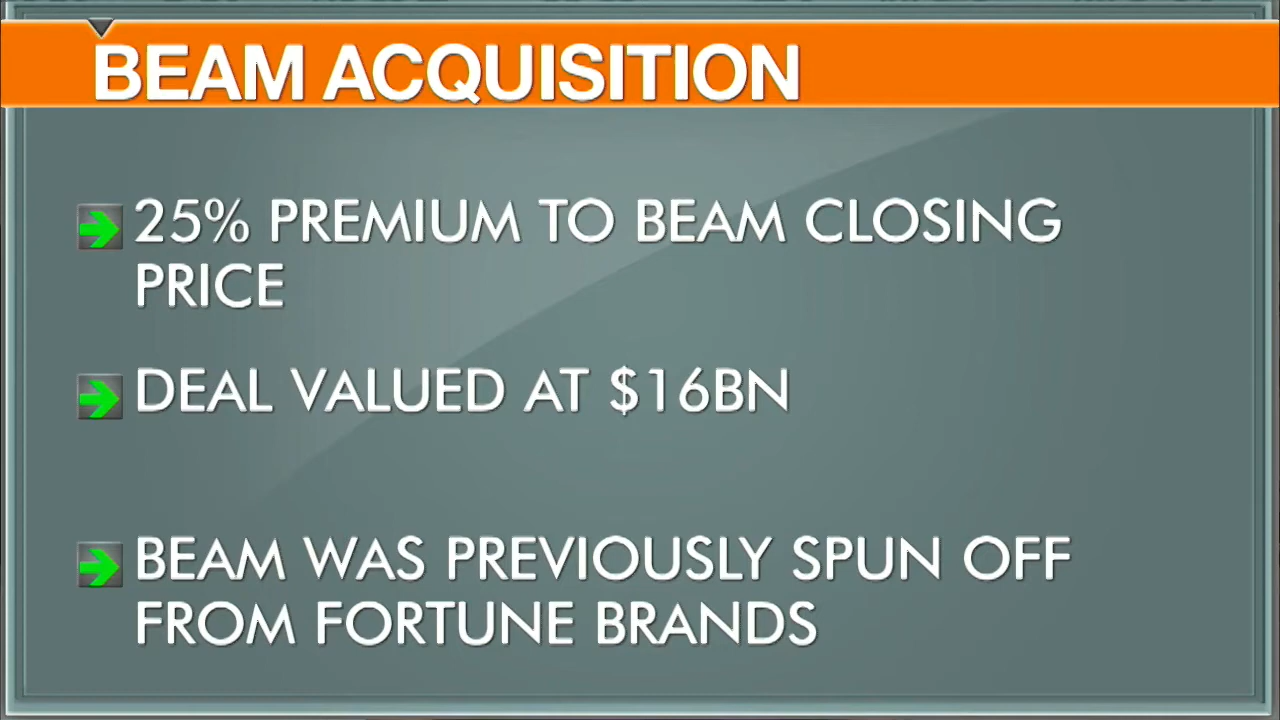 BEAM ACQUISITION
25% PREMIUM TO BEAM CLOSING
PRICE
DEAL VALUED AT $16BN
BEAM WAS PREVIOUSLY SPUN OFF
FROM FORTUNE BRANDS